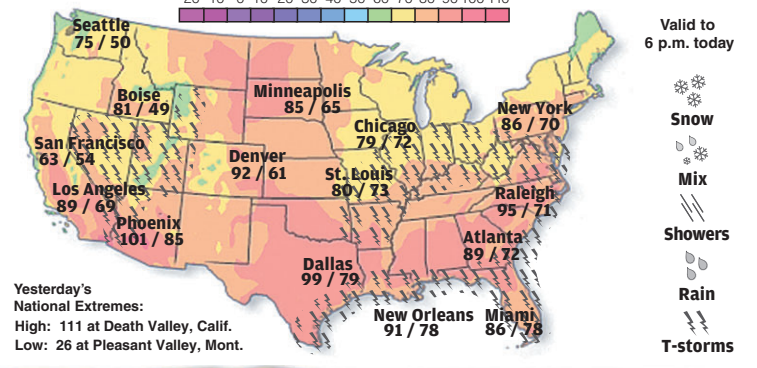 Seattle
75 / 50
Valid to
6 p.m. today
Boise
81 / 49
Minneapolis
85 / 65
New York
86 / 70
Snow
Chicago
79 / 72
San Francisco
63 / 54
Denver
92 / 61
St. Louis
80 / 73
Mix
Los Angeles
89 / 69
Raleigh
95 / 71
Phoenix
101 / 85
Showers
Atlanta
89 / 72
Dallas
99 / 79
Rain
Yesterday's
National Extremes:
High: 111 at Death Valley, Calif.
Low: 26 at Pleasant Valley, Mont.
New Orleans
91 / 78
Miami
86 / 78
T-storms